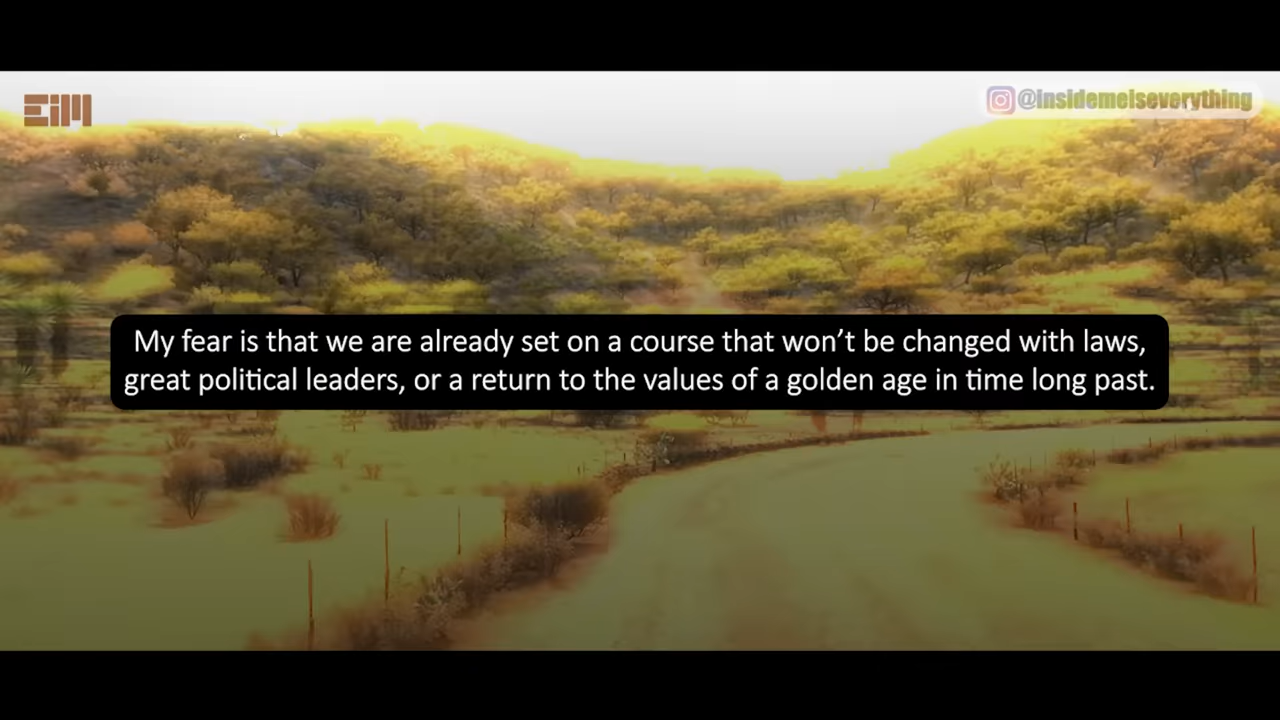 EiM
@insidemeiseverything
My fear is that we are already set on a course that won’t be changed with laws,
great political leaders, or a return to the values of a golden age in time long past.